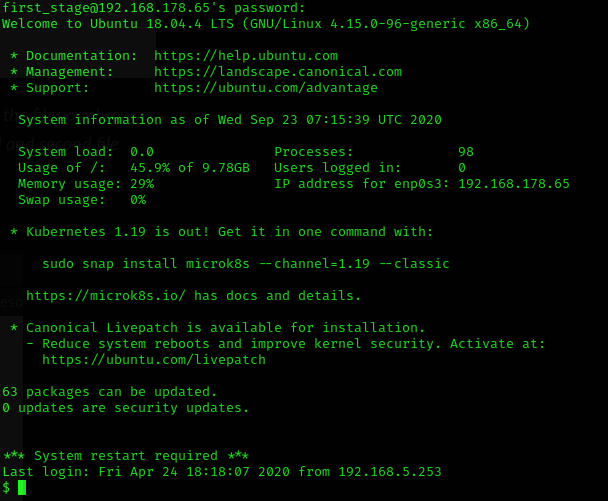 first_stage@192.168.178.65's password:
Welcome to Ubuntu 18.04.4 LTS (GNU/Linux 4.15.0-96-generic x86_64)
* Documentation:  https://help.ubuntu.com
* Management:     https://landscape.canonical.com
* Support:        https://ubuntu.com/advantage
System information as of Wed Sep 23 07:15:39 UTC 2020
System load:  0.0               Processes:             98
Usage of /:   45.9% of 9.78GB   Users logged in:       0
Memory usage: 29%               IP address for enp0s3: 192.168.178.65
Swap usage:   0%
* Kubernetes 1.19 is out! Get it in one command with:
sudo snap install microk8s --channel=1.19 --classic
https://microk8s.io/ has docs and details.
* Canonical Livepatch is available for installation.
- Reduce system reboots and improve kernel security. Activate at:
https://ubuntu.com/livepatch
63 packages can be updated.
0 updates are security updates.
*** System restart required ***
Last login: Fri Apr 24 18:18:07 2020 from 192.168.5.253
$